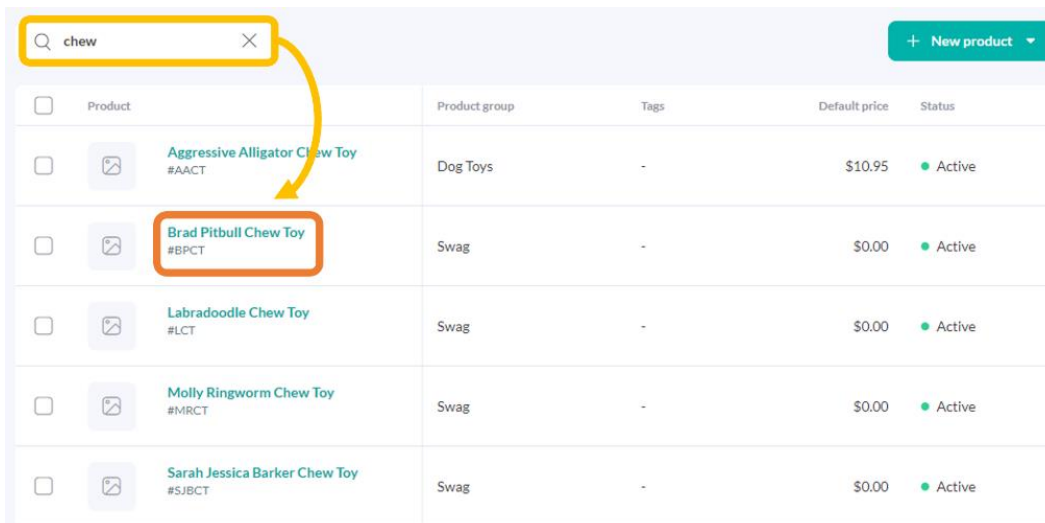 chew
+ New product
Product Product group Tags Default price Status
Aggressive Alligator Chew Toy
#AACT
Dog Toys - $10.95 Active
Brad Pitbull Chew Toy
#BPCT
Swag - $0.00 Active
Labradoodle Chew Toy
#LCT
Swag - $0.00 Active
Molly Ringworm Chew Toy
#MRCT
Swag - $0.00 Active
Sarah Jessica Barker Chew Toy
#SJBCT
Swag - $0.00 Active